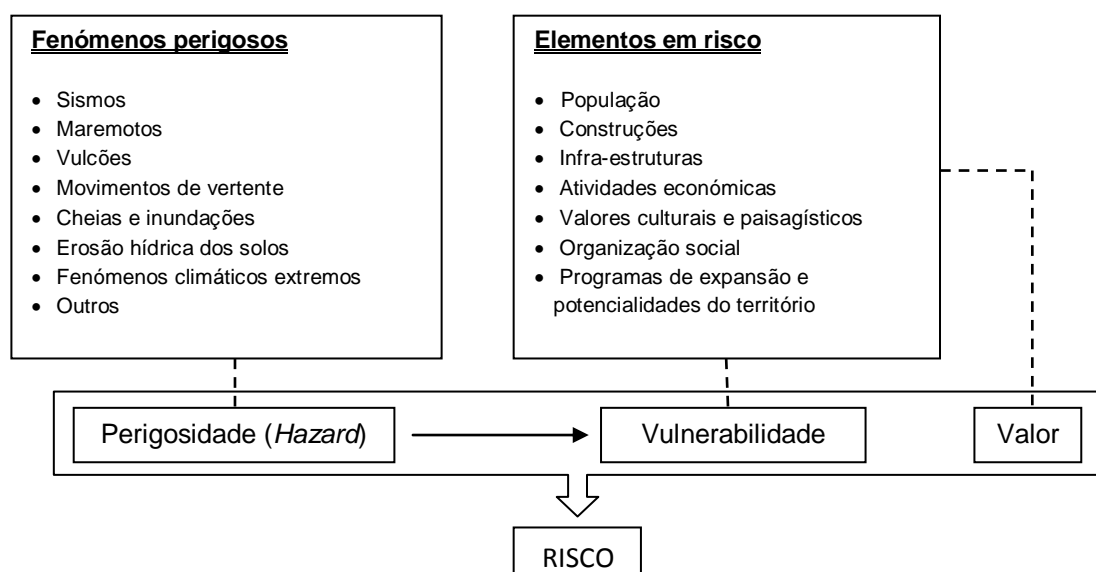 Fenómenos perigosos
• Sismos
• Maremotos
• Vulcões
• Movimentos de vertente
• Cheias e inundações
• Erosão hídrica dos solos
• Fenómenos climáticos extremos
• Outros
Elementos em risco
• População
• Construções
• Infra-estruturas
• Atividades económicas
• Valores culturais e paisagísticos
• Organização social
• Programas de expansão e
potencialidades do território
Perigosidade (Hazard)
Vulnerabilidade
Valor
RISCO